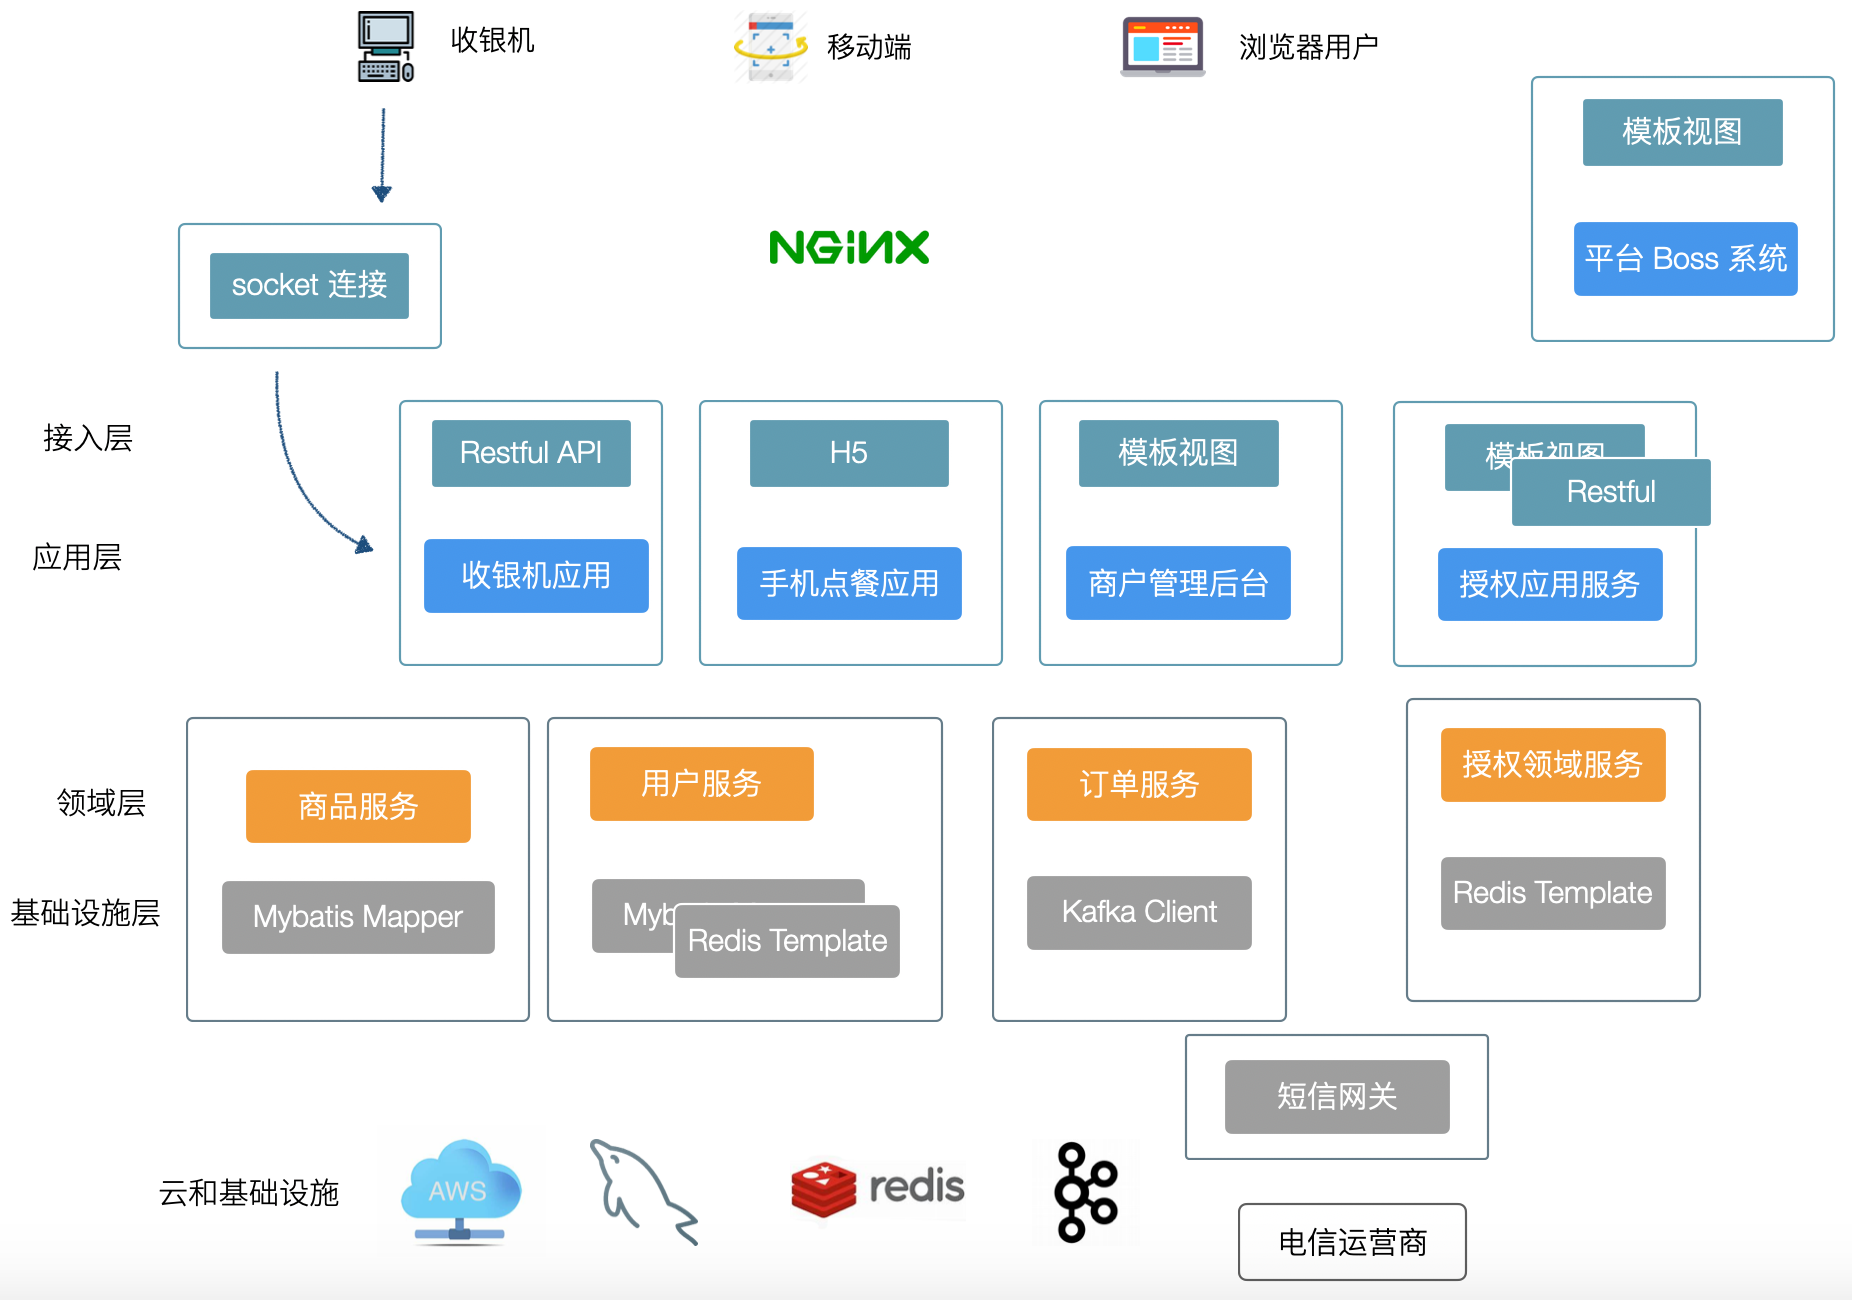 收银机
移动端
浏览器用户
模板视图
平台 Boss 系统
NGINX
socket 连接
接入层
Restful API
H5
模板视图
模板视图
Restful
应用层
收银机应用
手机点餐应用
商户管理后台
授权应用服务
领域层
商品服务
用户服务
订单服务
授权领域服务
基础设施层
Mybatis Mapper
Redis Template
Kafka Client
Redis Template
短信网关
云和基础设施
AWS
redis
电信运营商